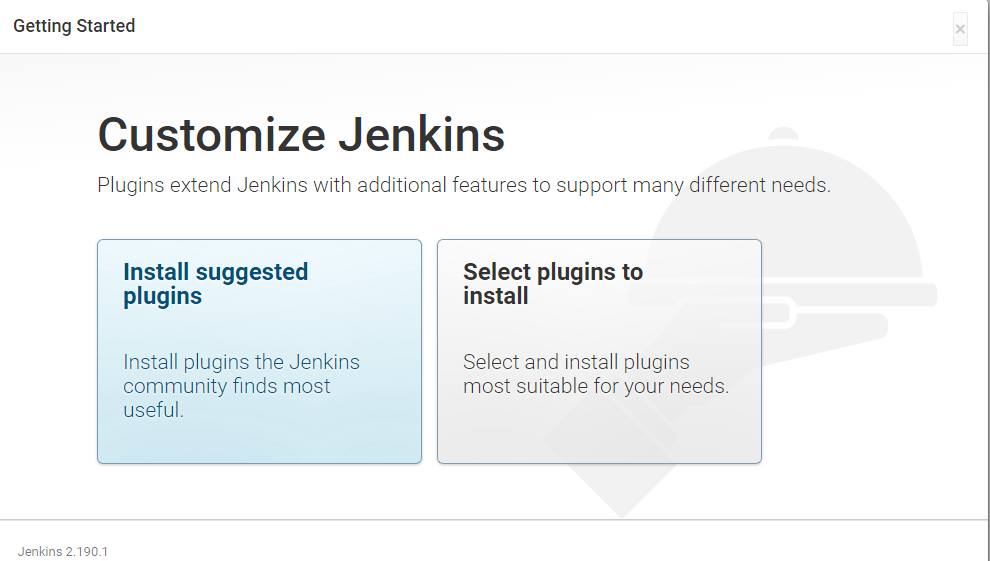 Getting Started
×
Customize Jenkins
Plugins extend Jenkins with additional features to support many different needs.
Install suggested
plugins
Install plugins the Jenkins
community finds most
useful.
Select plugins to
install
Select and install plugins
most suitable for your needs.
Jenkins 2.190.1